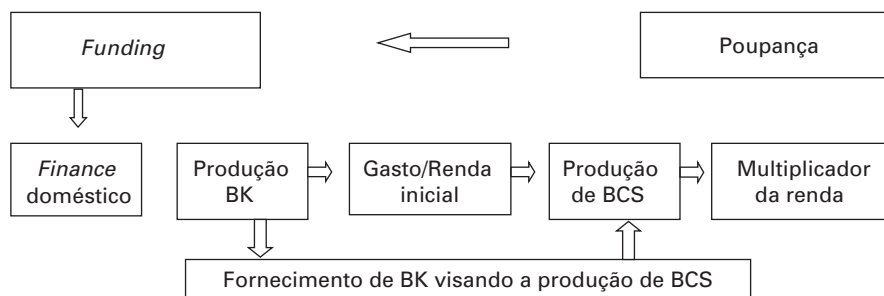 Funding
Poupança
Finance
doméstico
Produção
BK
Gasto/Renda
inicial
Produção
de BCS
Multiplicador
da renda
Fornecimento de BK visando a produção de BCS